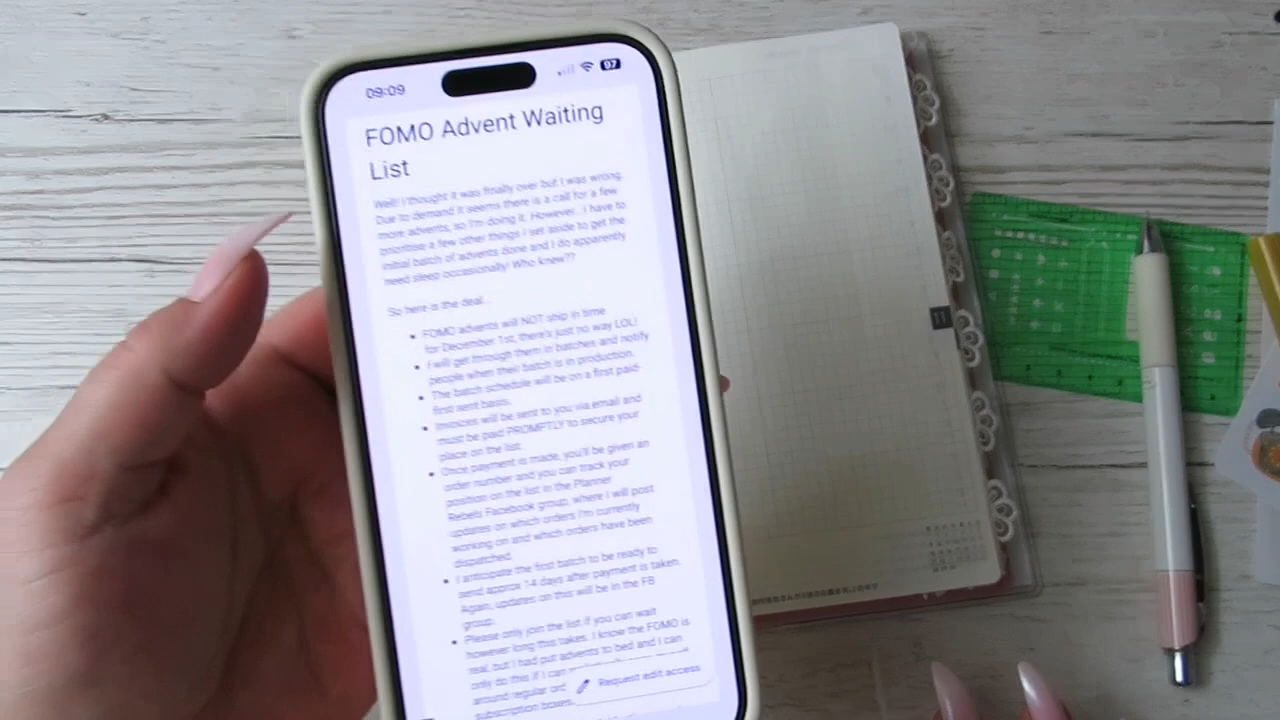 09:09
97
FOMO Advent Waiting
List
Well! I thought it was finally over but I was wrong.
Due to demand it seems there is a call for a few
more advents, so I'm doing it. However.. I have to
prioritise a few other things I set aside to get the
initial batch of advents done and I do apparently
need sleep occasionally! Who knew??
So here is the deal...
• FOMO advents will NOT ship in time
for December 1st, there's just no way LOL!
• I will get through them in batches and notify
people when their batch is in production.
• The batch schedule will be on a first paid-
first sent basis.
• Invoices will be sent to you via email and
must be paid PROMPTLY to secure your
place on the list.
• Once payment is made, you'll be given an
order number and you can track your
position on the list in the Planner
Rebels Facebook group, where I will post
updates on which orders I'm currently
working on and which orders have been
dispatched.
• I anticipate the first batch to be ready to
send approx 14 days after payment is taken.
Again, updates on this will be in the FB
group.
• Please only join the list if you can wait
however long this takes. I know the FOMO is
real, but I had put advents to bed and I can
only do this if I can
around regular
subscription boxes.
Request edit access
11